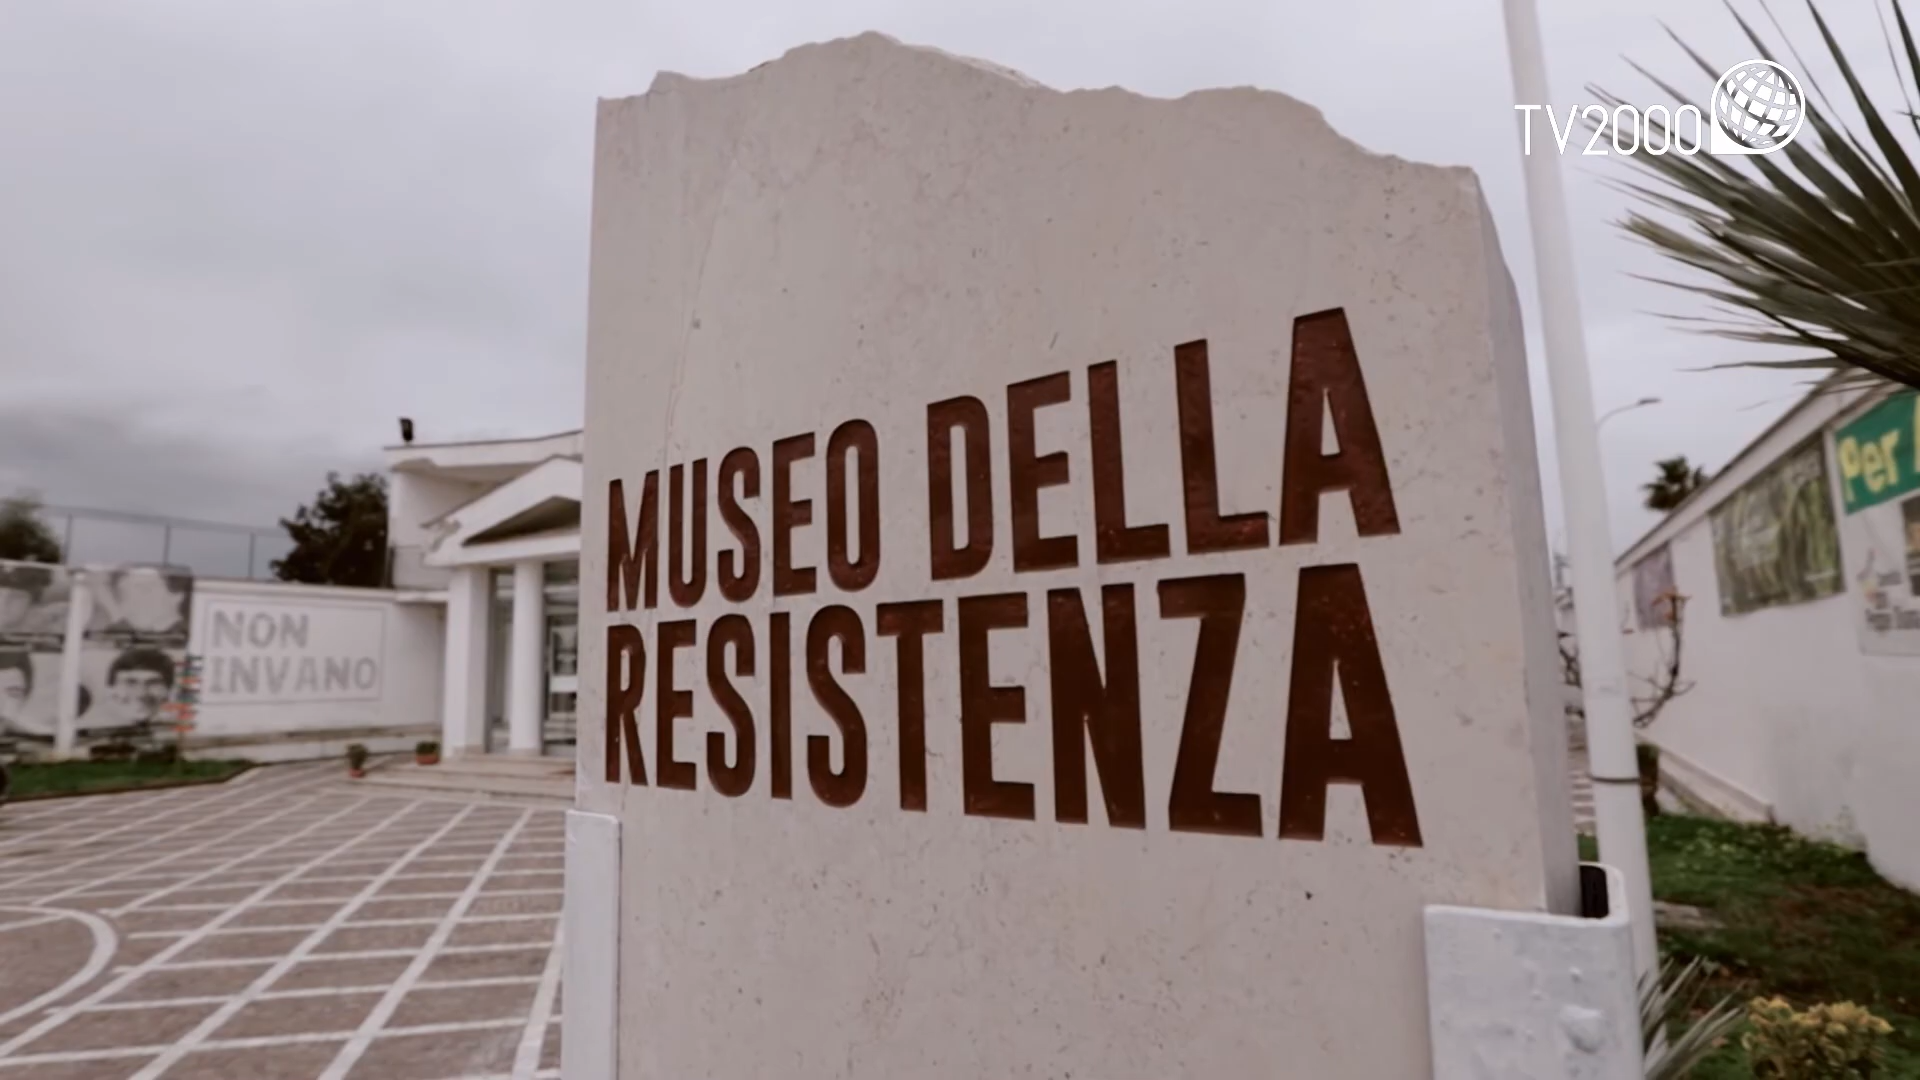 TV2000
MUSEO DELLA
RESISTENZA
NON
INVANO
Per